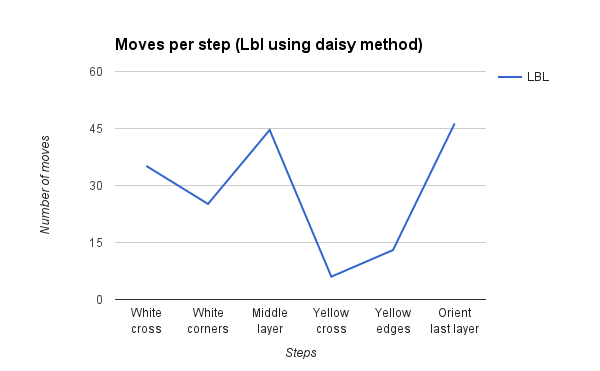 Moves per step (Lbl using daisy method)
60
LBL
45
30
15
0
Number of moves
White cross
White corners
Middle layer
Yellow cross
Yellow edges
Orient last layer
Steps